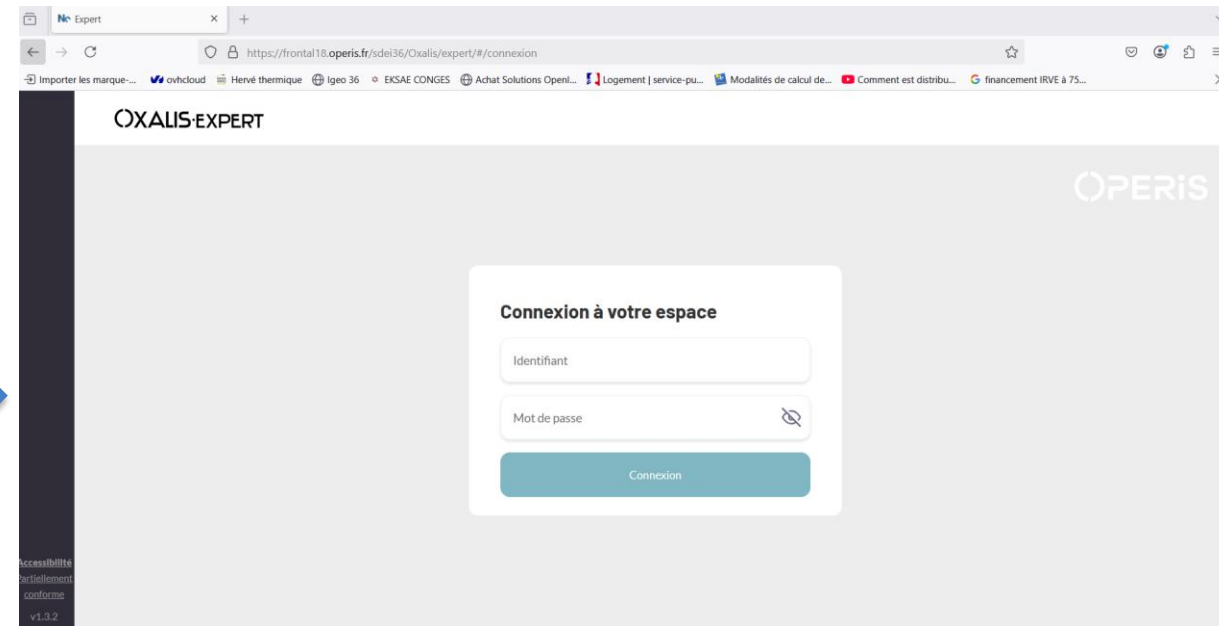 Nc Expert
https://frontal18.operis.fr/sdei36/Oxalis/expert/#/connexion
Importer les marque-... ovhcloud Hervé thermique Igeo 36 EKSAE CONGES Achat Solutions Openl... Logement | service-pu... Modalités de calcul de... Comment est distribu... financement IRVE à 75...
OXALIS·EXPERT
OPERiS
Connexion à votre espace
Identifiant
Mot de passe
Connexion
Accessibilité
Partiellement
conforme
v1.3.2